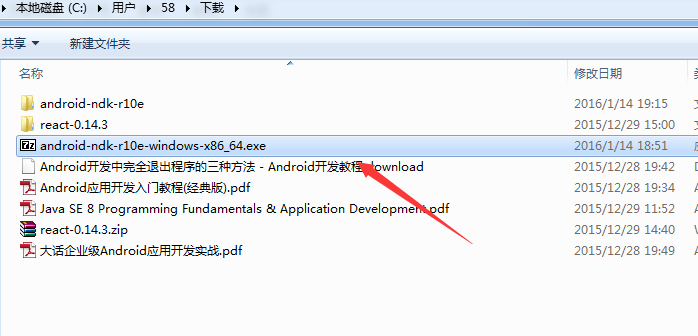 本地磁盘 (C:) 用户 58 下载
共享 新建文件夹
名称 修改日期
android-ndk-r10e 2016/1/14 19:15
react-0.14.3 2015/12/29 15:00
android-ndk-r10e-windows-x86_64.exe 2016/1/14 18:51
Android开发中完全退出程序的三种方法 - Android开发教程.download 2015/12/28 19:42
Android应用开发入门教程(经典版).pdf 2015/12/28 19:34
Java SE 8 Programming Fundamentals & Application Development.pdf 2015/12/29 11:52
react-0.14.3.zip 2015/12/29 14:40
大话企业级Android应用开发实战.pdf 2015/12/28 19:49